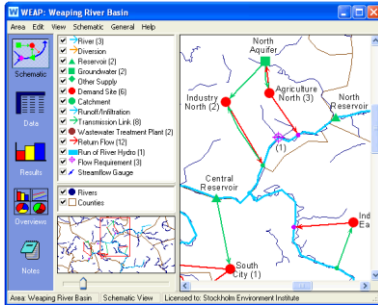 WEAP: Weaping River Basin
Area Edit View Schematic General Help
Schematic
Data
Results
Overviews
Notes
River (3)
Diversion
Reservoir (2)
Groundwater (2)
Other Supply
Demand Site (6)
Catchment
Runoff/Infiltration
Transmission Link (8)
Wastewater Treatment Plant (2)
Return Flow (12)
Run of River Hydro (1)
Flow Requirement (3)
Streamflow Gauge
Rivers
Counties
North
Aquifer
Agriculture
North (3)
Industry
North (2)
North
Reservoir
(1)
Central
Reservoir
Ind
Ea
South
City (1)
Area: Weaping River Basin Schematic View Licensed to: Stockholm Environment Institute